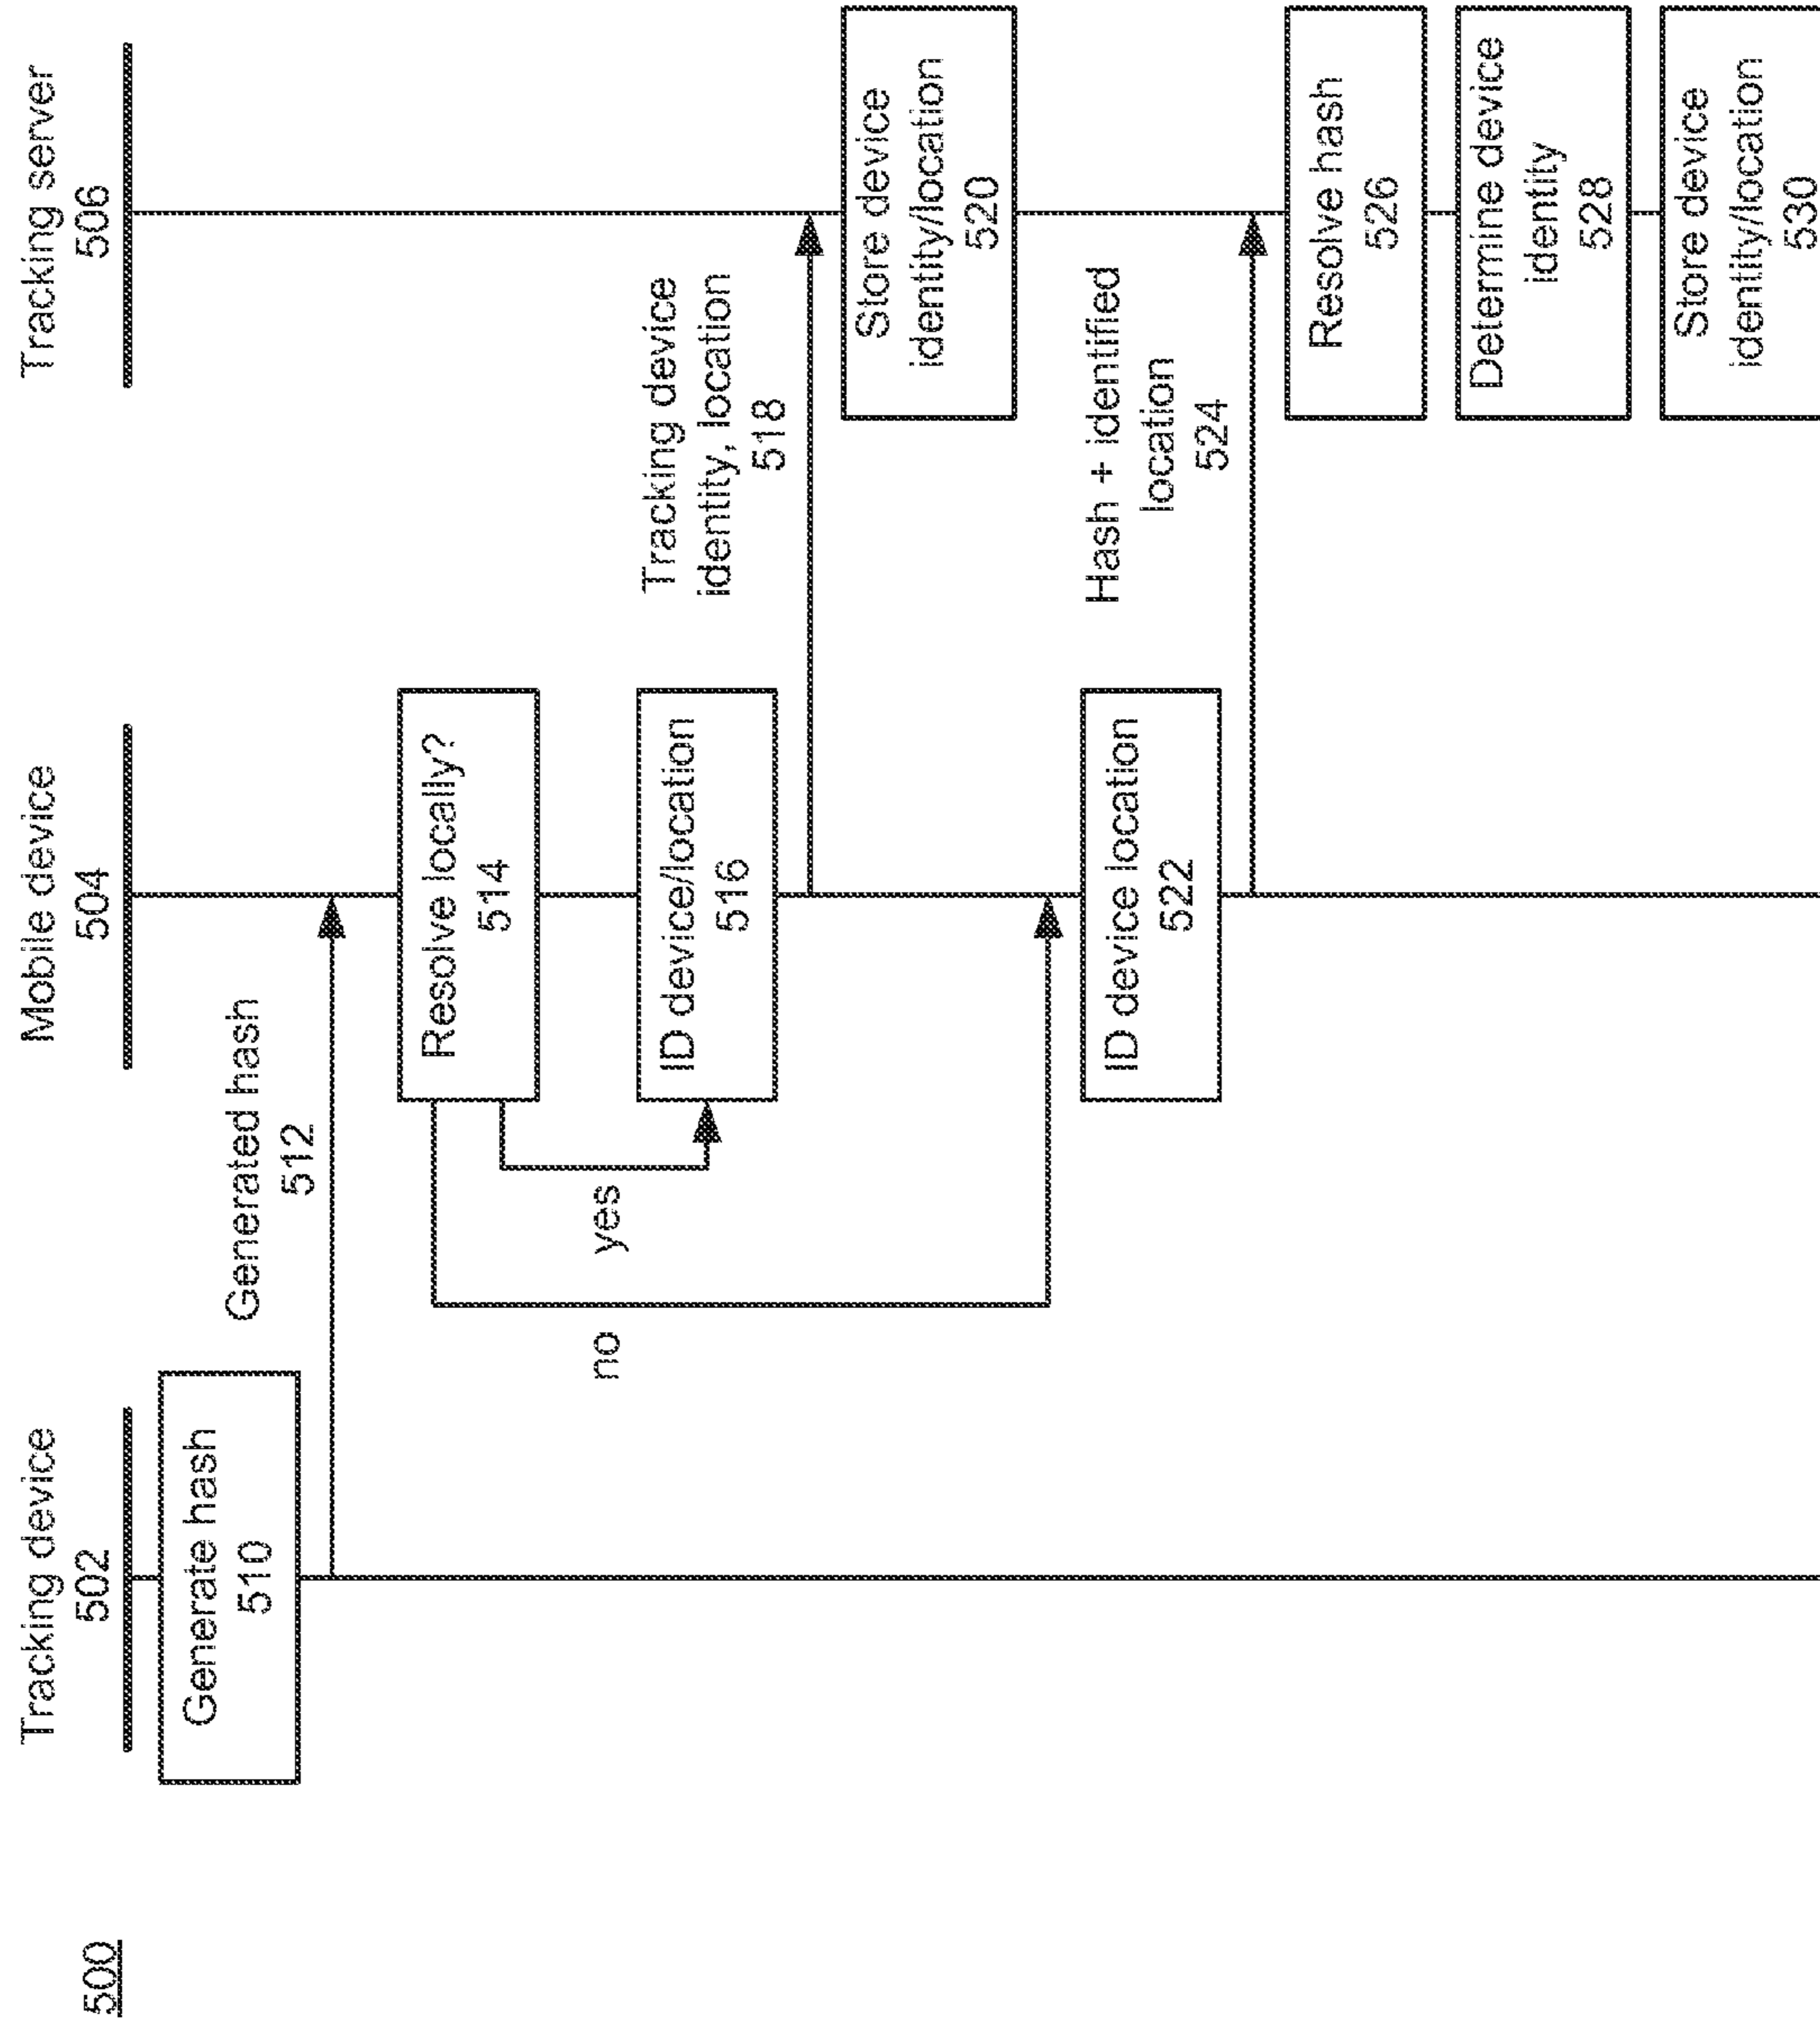 500
Tracking device
502
Mobile device
504
Tracking server
506
Generate hash
510
Generated hash
512
Resolve locally?
514
no
yes
ID device/location
516
Tracking device
identity, location
518
Store device
identity/location
520
ID device location
522
Hash + identified
location
524
Resolve hash
526
Determine device
identity
528
Store device
identity/location
530